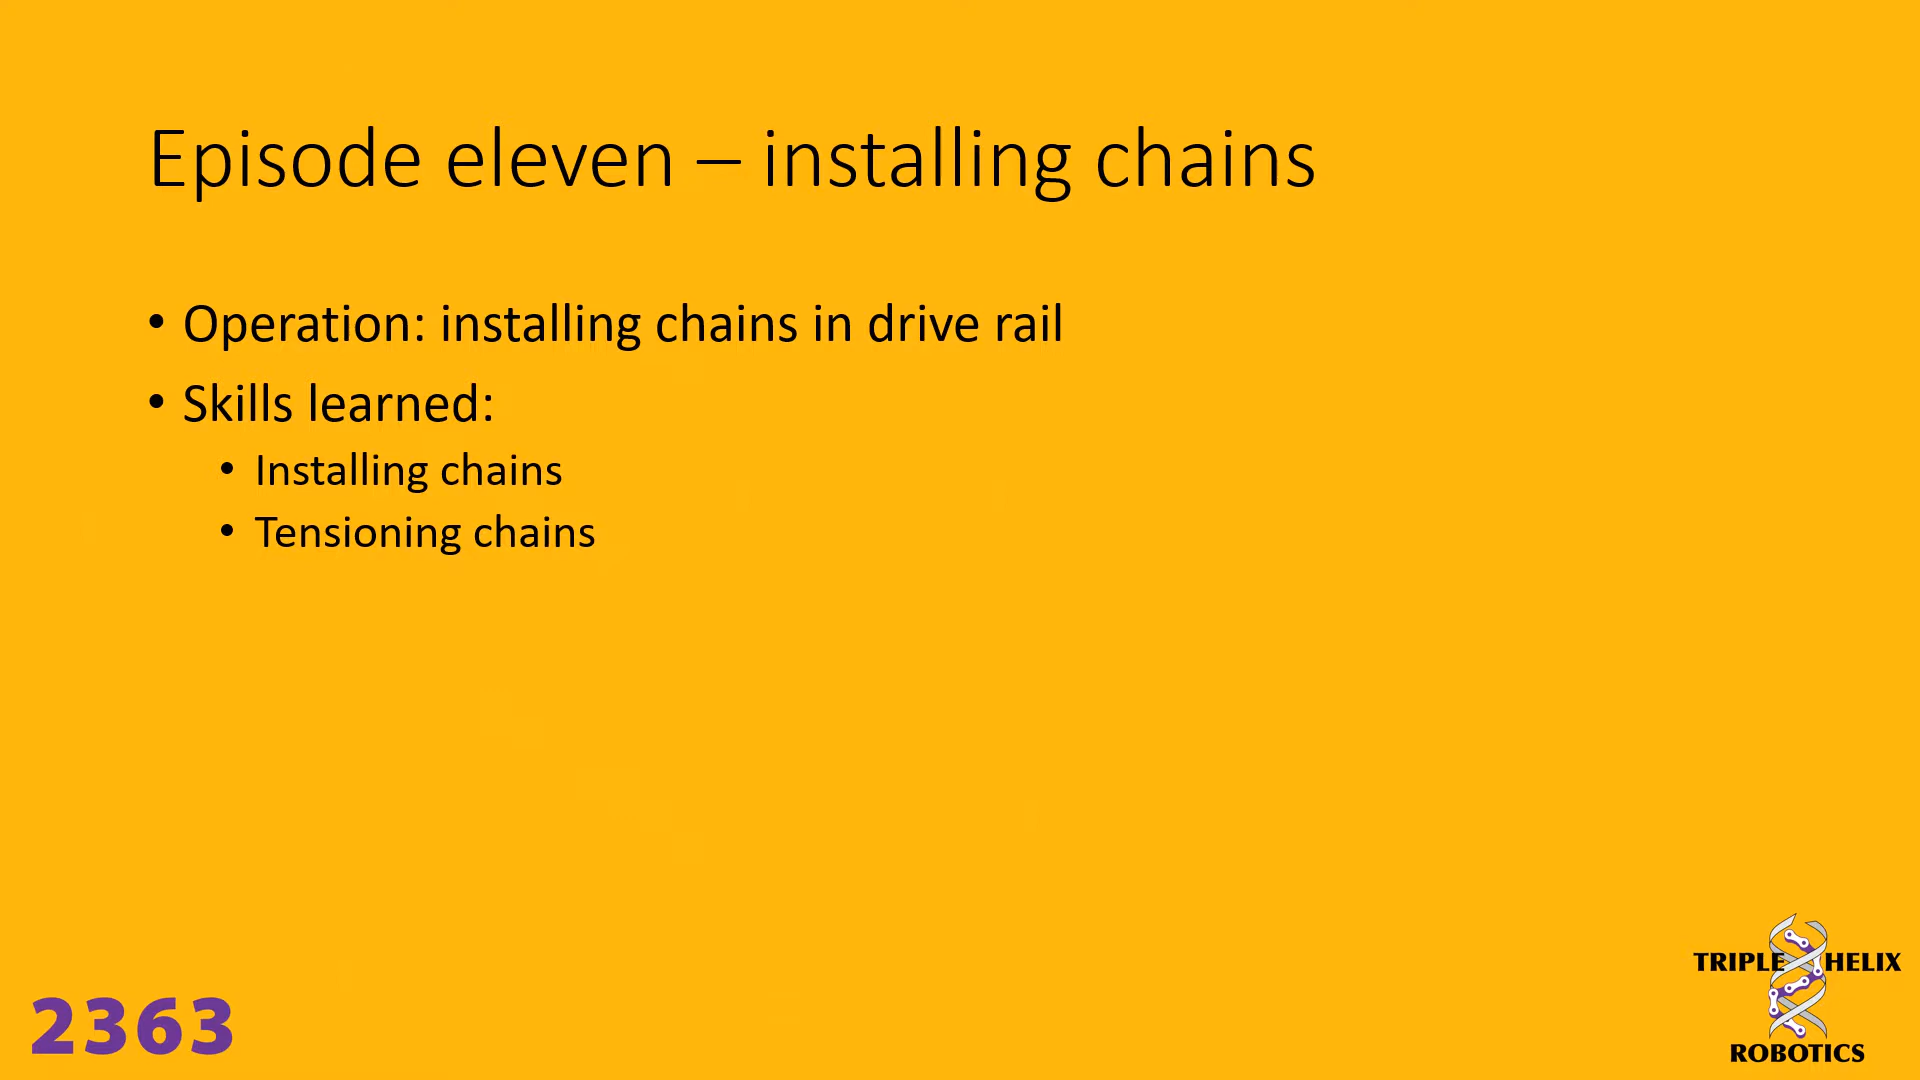 Episode eleven – installing chains
• Operation: installing chains in drive rail
• Skills learned:
• Installing chains
• Tensioning chains
2363
TRIPLE HELIX
ROBOTICS